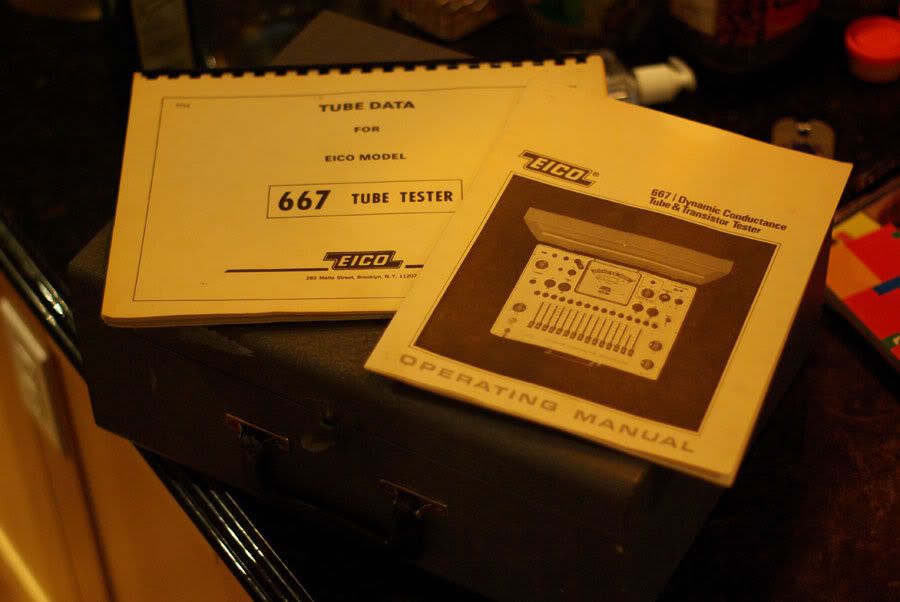 TUBE DATA
FOR
EICO MODEL
667 TUBE TESTER
EICO
283 Malta Street, Brooklyn, N.Y. 11207
EICO®
667 | Dynamic Conductance
Tube & Transistor Tester
OPERATING MANUAL